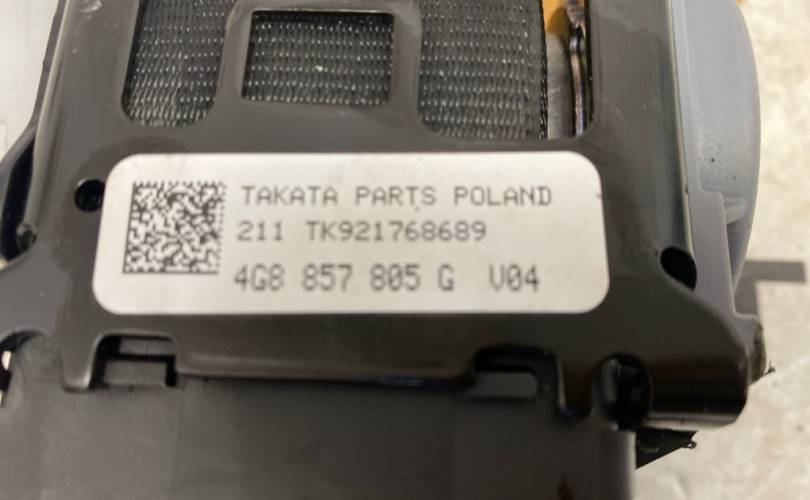 TAKATA PARTS POLAND
211 TK921768689
4G8 857 805 G V04